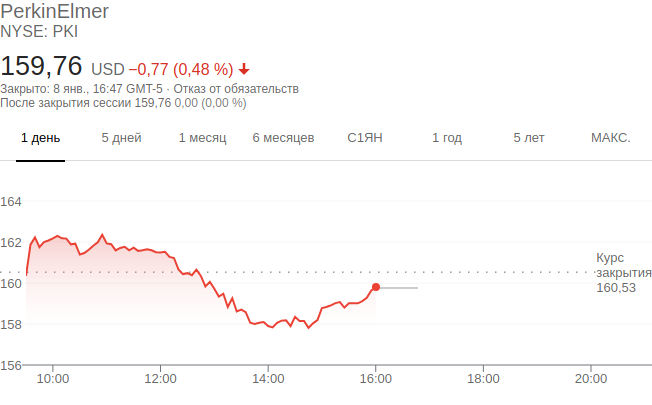 PerkinElmer
NYSE: PKI
159,76 USD −0,77 (0,48 %)
Закрыто: 8 янв., 16:47 GMT-5 · Отказ от обязательств
После закрытия сессии 159,76 0,00 (0,00 %)
1 день 5 дней 1 месяц 6 месяцев С1ЯН 1 год 5 лет МАКС.
164
162
Курс
закрытия
160 160,53
158
156
10:00 12:00 14:00 16:00 18:00 20:00